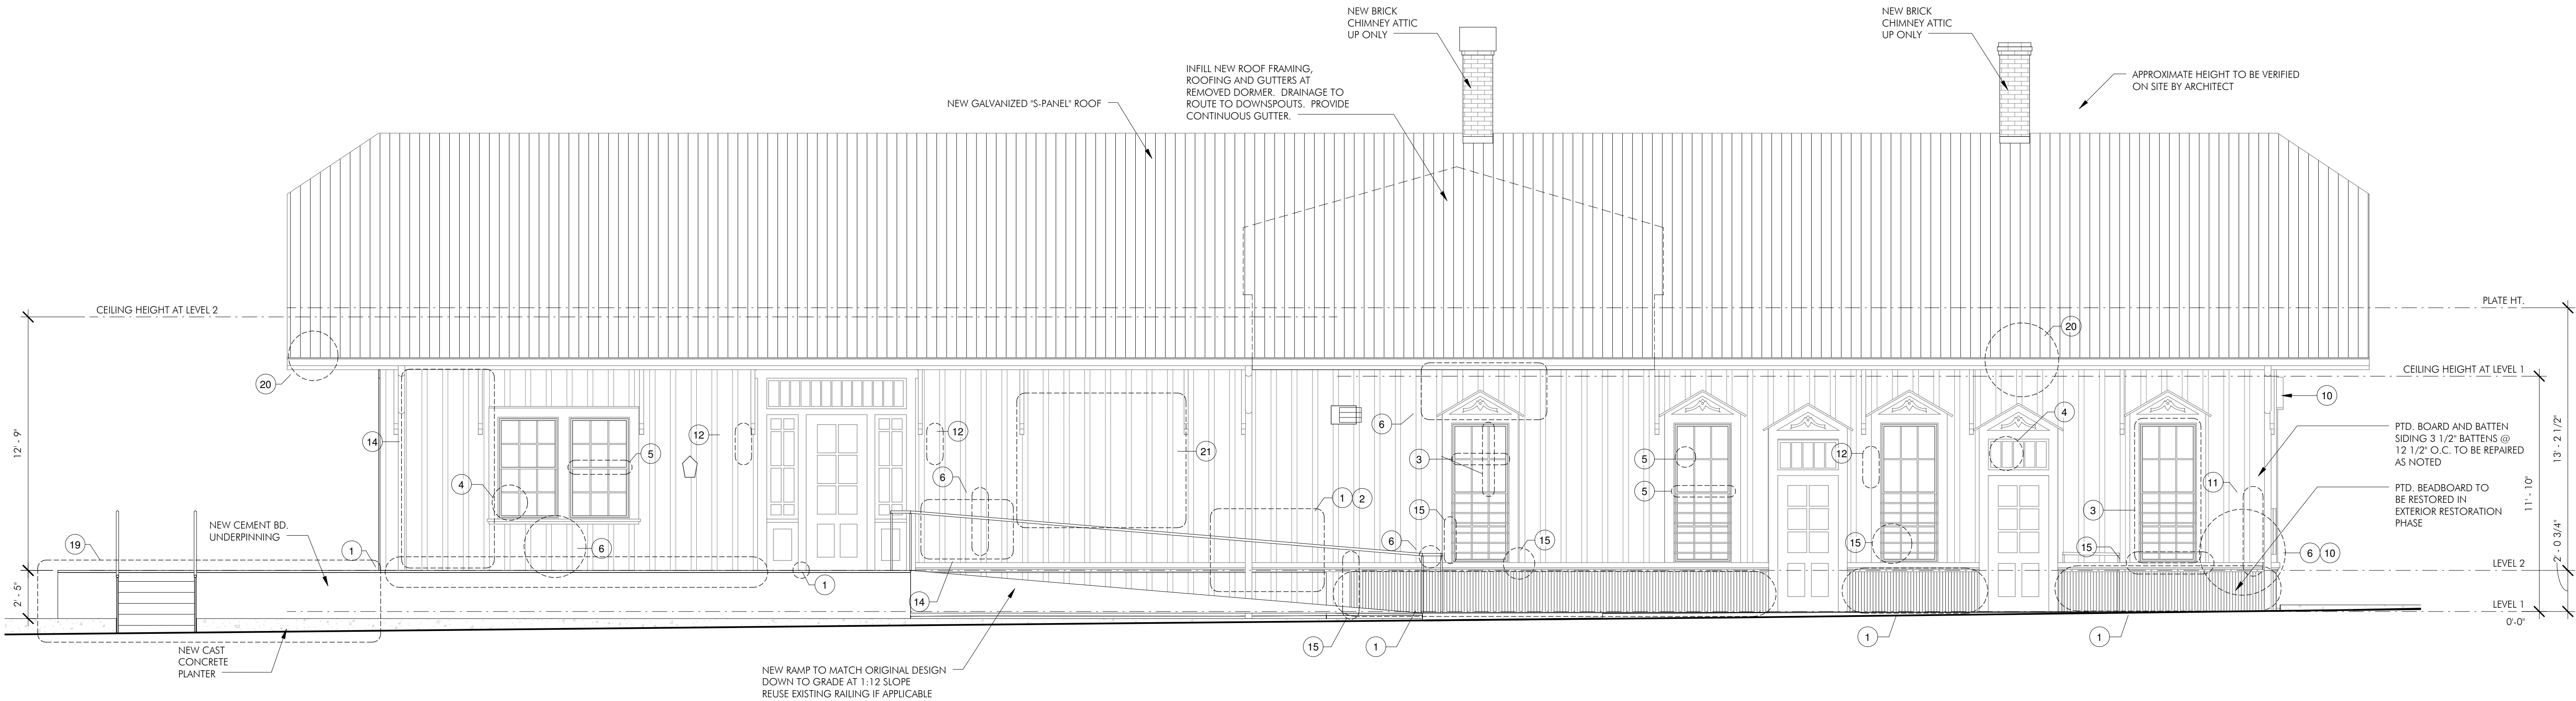 NEW BRICK
CHIMNEY ATTIC
UP ONLY
NEW BRICK
CHIMNEY ATTIC
UP ONLY
INFILL NEW ROOF FRAMING,
ROOFING AND GUTTERS AT
REMOVED DORMER. DRAINAGE TO
ROUTE TO DOWNSPOUTS. PROVIDE
CONTINUOUS GUTTER.
APPROXIMATE HEIGHT TO BE VERIFIED
ON SITE BY ARCHITECT
NEW GALVANIZED "S-PANEL" ROOF
CEILING HEIGHT AT LEVEL 2
PLATE HT.
20
20
CEILING HEIGHT AT LEVEL 1
10
12' - 9"
14
4
5
12
12
6
21
6
3
5
5
12
4
3
11
PTD. BOARD AND BATTEN
SIDING 3 1/2" BATTENS @
12 1/2" O.C. TO BE REPAIRED
AS NOTED
PTD. BEADBOARD TO
BE RESTORED IN
EXTERIOR RESTORATION
PHASE
13' - 2 1/2"
11' - 10"
2' - 0 3/4"
1 2
15
6
15
15
15
6 10
19
NEW CEMENT BD.
UNDERPINNING
1
6
1
14
LEVEL 2
2' - 5"
LEVEL 1
0'-0"
15
1
1
1
NEW CAST
CONCRETE
PLANTER
NEW RAMP TO MATCH ORIGINAL DESIGN
DOWN TO GRADE AT 1:12 SLOPE
REUSE EXISTING RAILING IF APPLICABLE